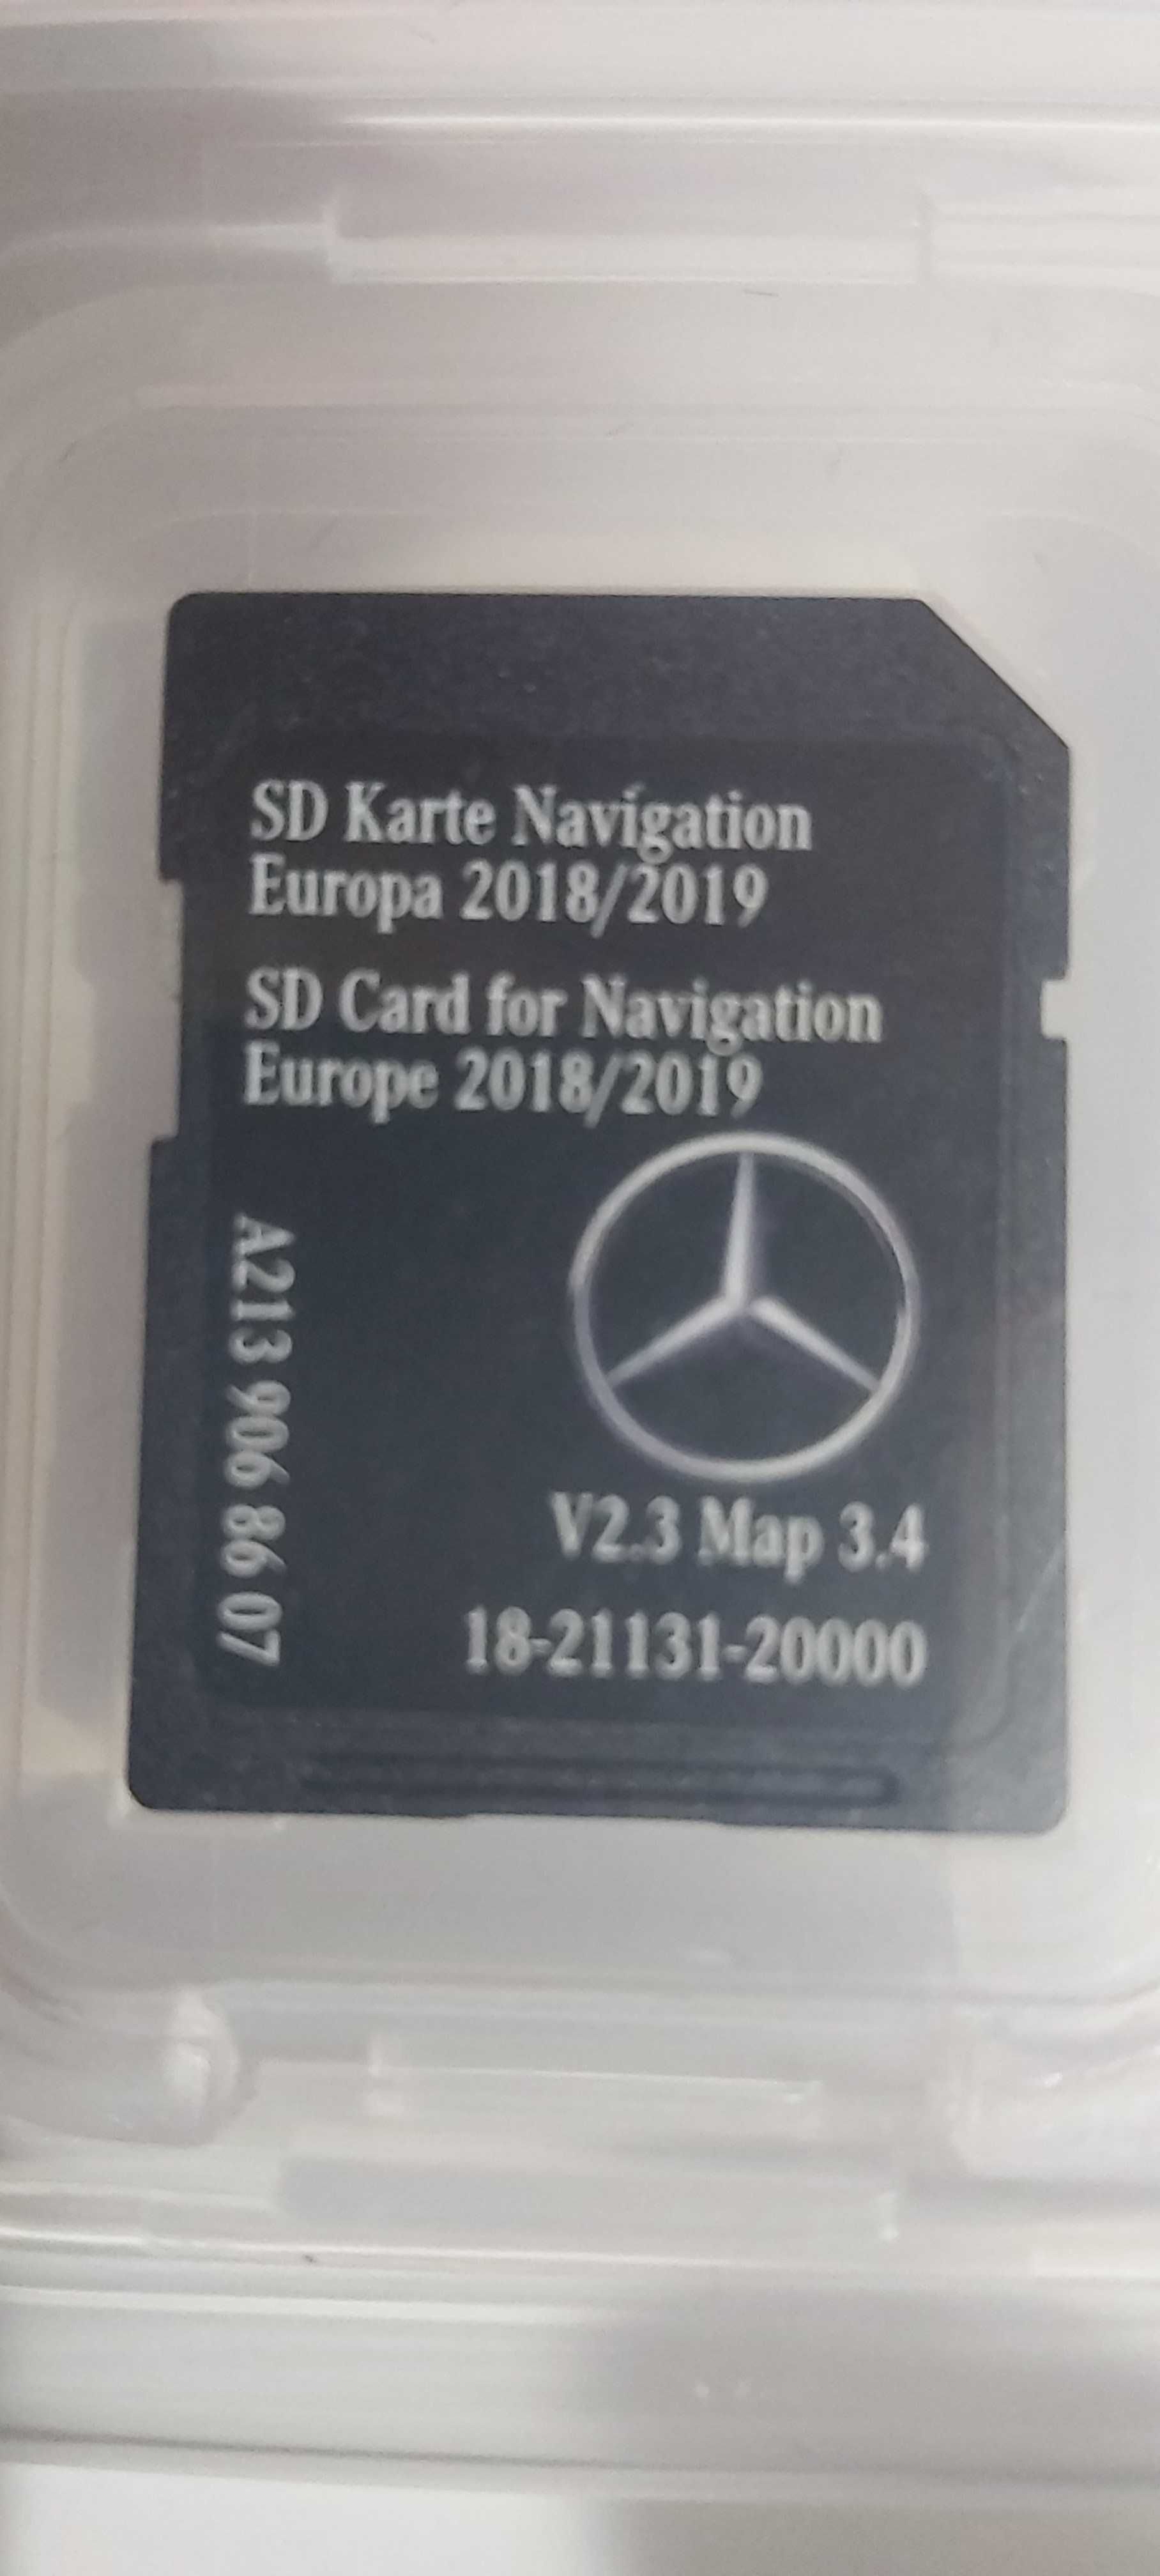 SD Karte Navigation
Europa 2018/2019
SD Card for Navigation
Europe 2018/2019
A213 906 86 07
V2.3 Map 3.4
18-21131-20000